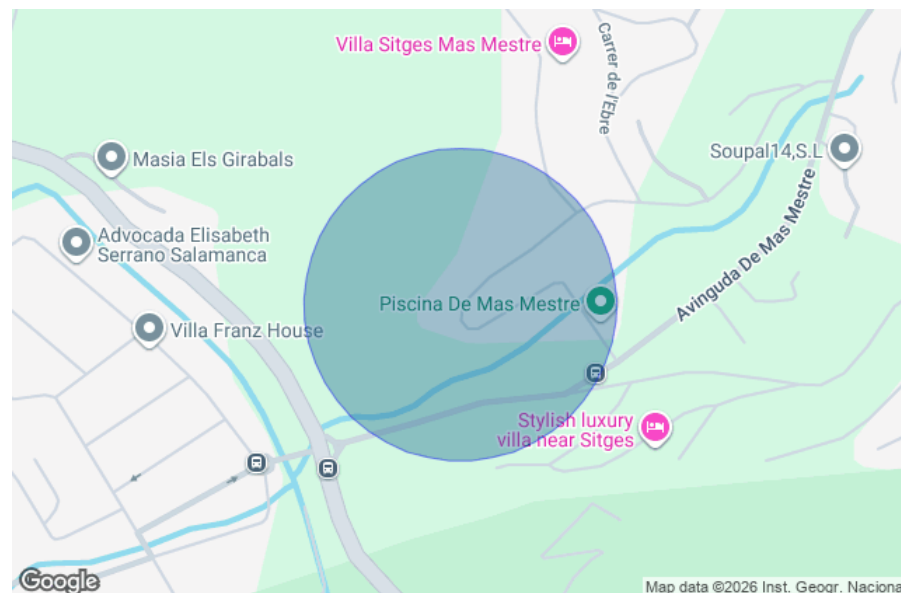 Villa Sitges Mas Mestre
Carrer de l'Ebre
Soupal14,S.L
Masia Els Girabals
Advocada Elisabeth
Serrano Salamanca
Avinguda De Mas Mestre
Piscina De Mas Mestre
Villa Franz House
Stylish luxury
villa near Sitges
Google
Map data ©2026 Inst. Geogr. Naciona